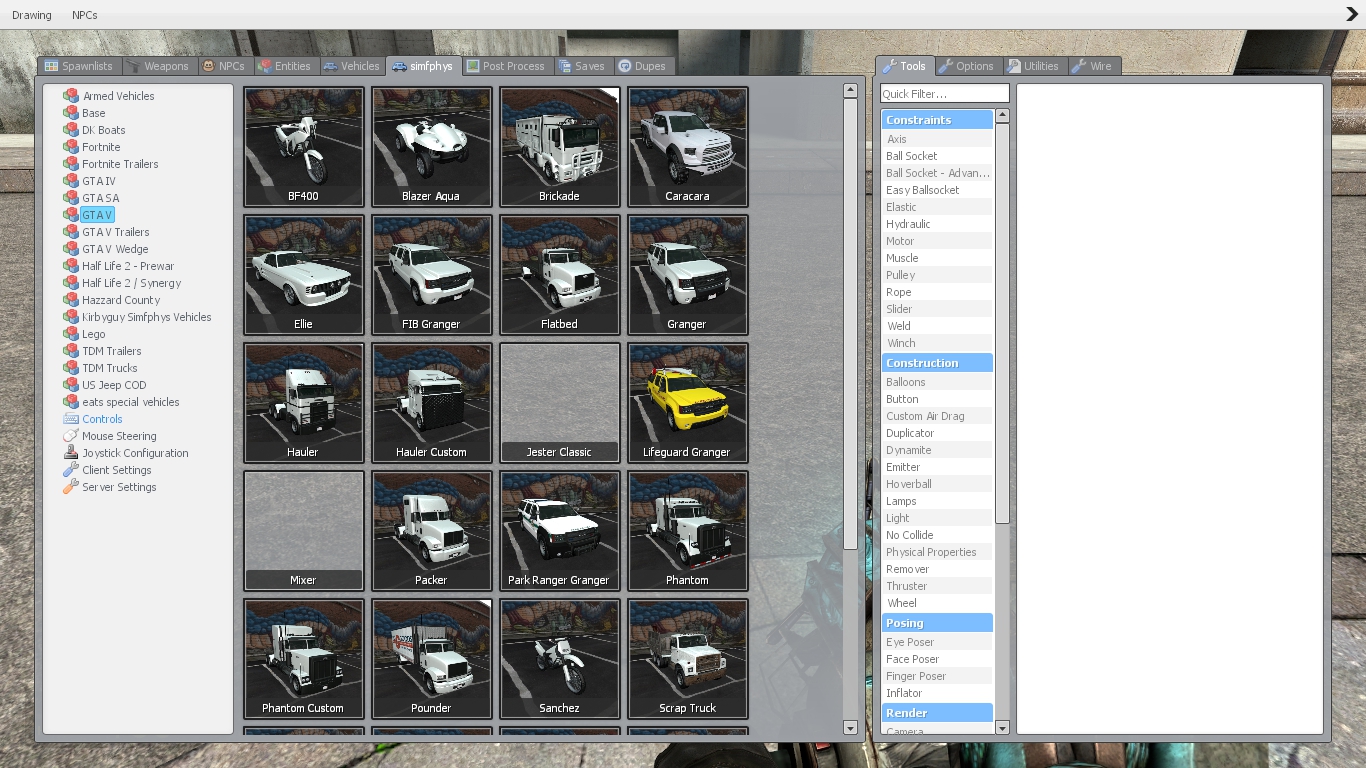 Drawing NPCs
Spawnlists Weapons NPCs Entities Vehicles simfphys Post Process Saves Dupes
Armed Vehicles
Base
DK Boats
Fortnite
Fortnite Trailers
GTA IV
GTA SA
GTA V
GTA V Trailers
GTA V Wedge
Half Life 2 - Prewar
Half Life 2 / Synergy
Hazzard County
Kirbyguy Simfphys Vehicles
Lego
TDM Trailers
TDM Trucks
US Jeep COD
eats special vehicles
Controls
Mouse Steering
Joystick Configuration
Client Settings
Server Settings
BF400 Blazer Aqua Brickade Caracara
Ellie FIB Granger Flatbed Granger
Hauler Hauler Custom Jester Classic Lifeguard Granger
Mixer Packer Park Ranger Granger Phantom
Phantom Custom Pounder Sanchez Scrap Truck
Tools Options Utilities Wire
Quick Filter...
Constraints
Axis
Ball Socket
Ball Socket - Advan...
Easy Ballsocket
Elastic
Hydraulic
Motor
Muscle
Pulley
Rope
Slider
Weld
Winch
Construction
Balloons
Button
Custom Air Drag
Duplicator
Dynamite
Emitter
Hoverball
Lamps
Light
No Collide
Physical Properties
Remover
Thruster
Wheel
Posing
Eye Poser
Face Poser
Finger Poser
Inflator
Render
Camera